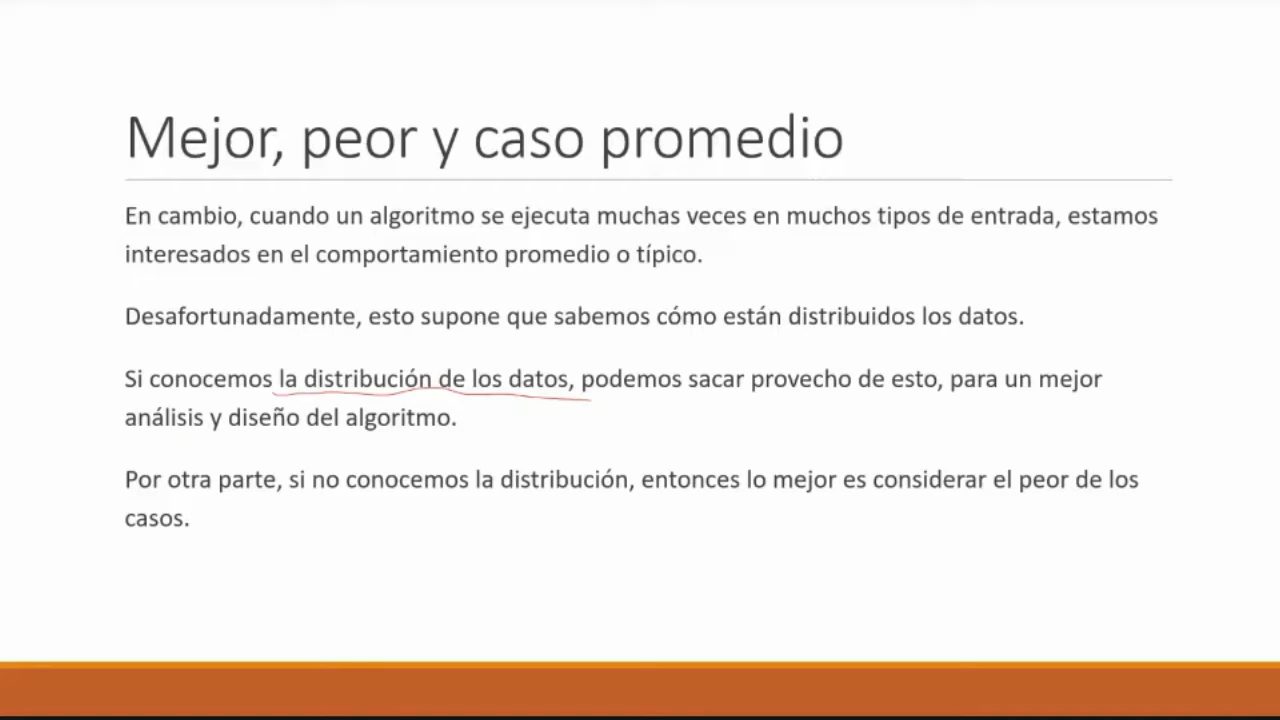 Mejor, peor y caso promedio
En cambio, cuando un algoritmo se ejecuta muchas veces en muchos tipos de entrada, estamos
interesados en el comportamiento promedio o típico.
Desafortunadamente, esto supone que sabemos cómo están distribuidos los datos.
Si conocemos la distribución de los datos, podemos sacar provecho de esto, para un mejor
análisis y diseño del algoritmo.
Por otra parte, si no conocemos la distribución, entonces lo mejor es considerar el peor de los
casos.